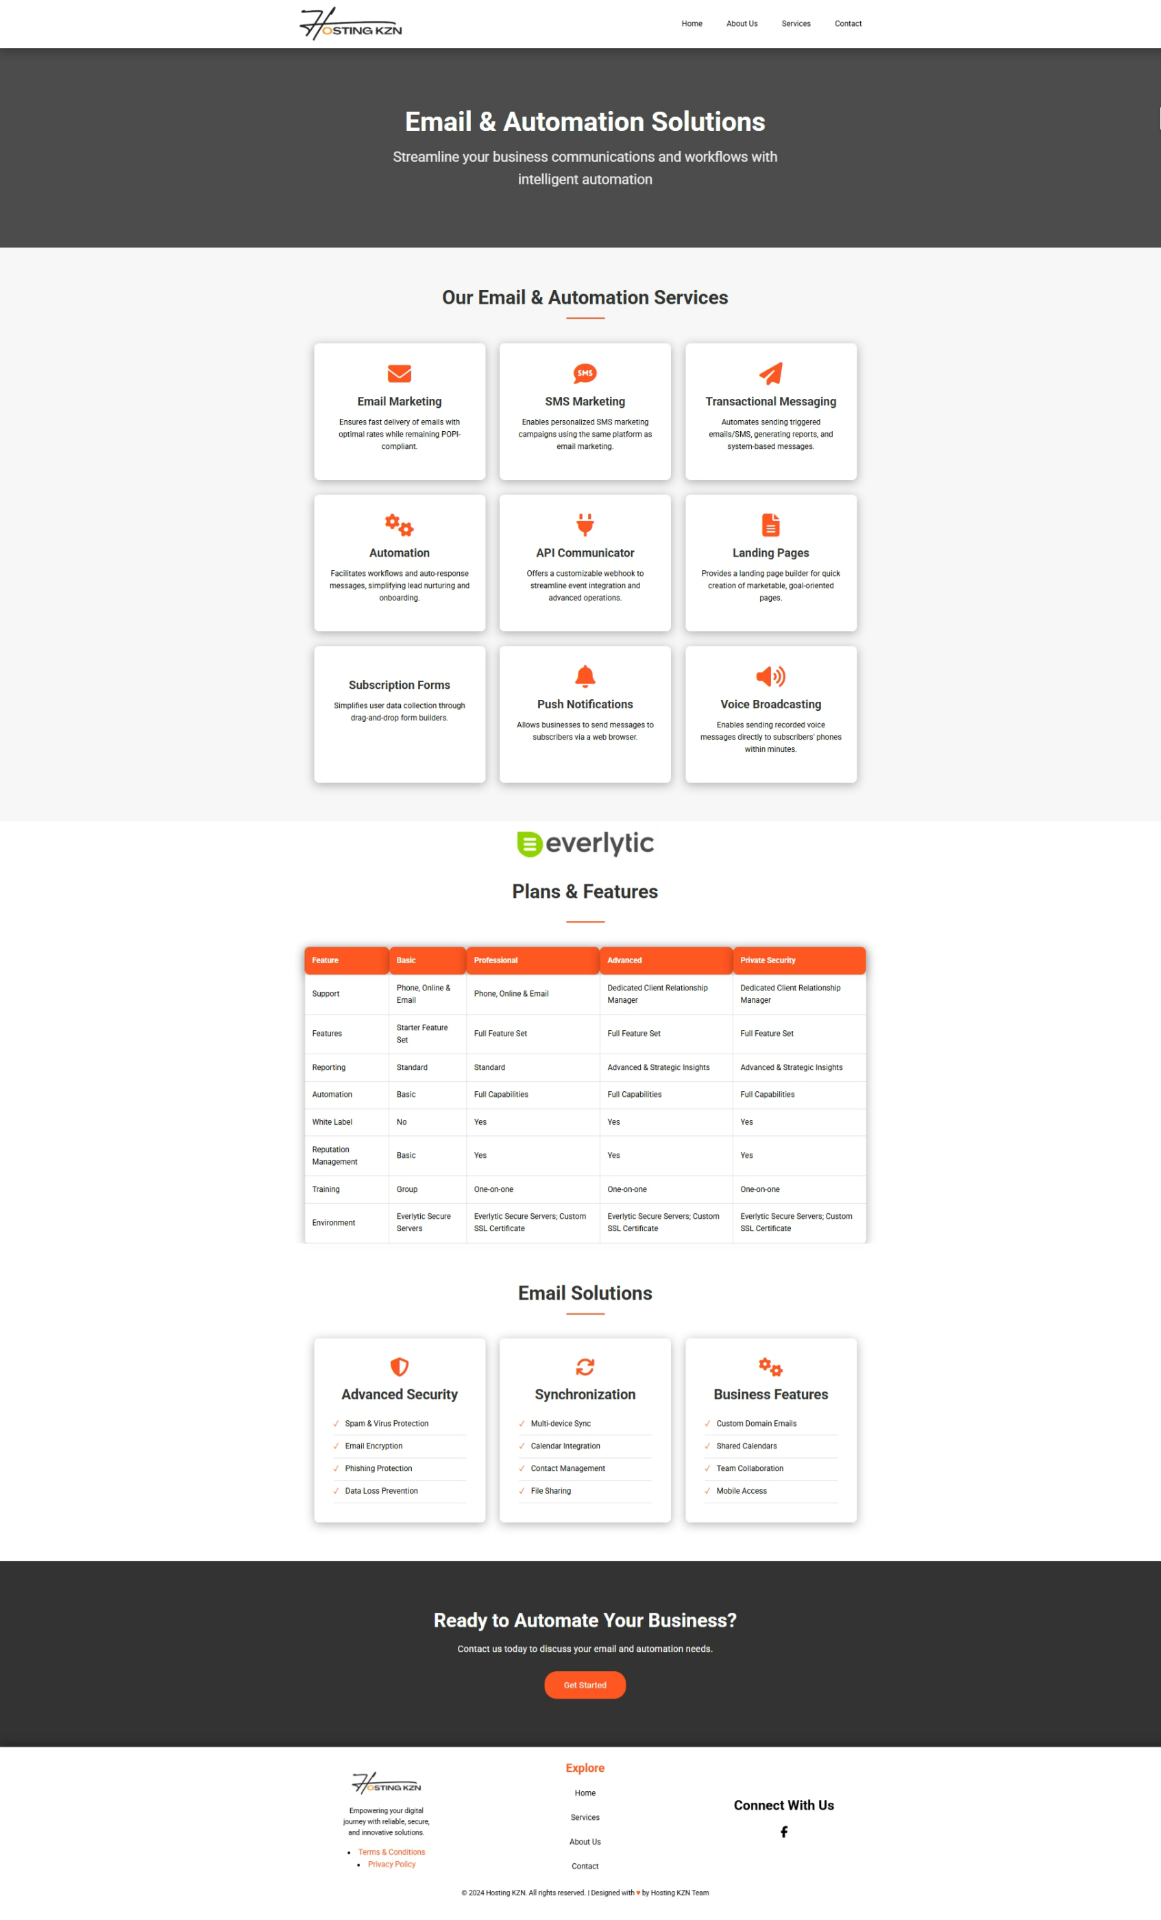 HOSTING KZN
Home About Us Services Contact
Email & Automation Solutions
Streamline your business communications and workflows with
intelligent automation
Our Email & Automation Services
Email Marketing
Ensures fast delivery of emails with
optimal rates while remaining POPI-
compliant.
SMS
SMS Marketing
Enables personalized SMS marketing
campaigns using the same platform as
email marketing.
Transactional Messaging
Automates sending triggered
emails/SMS, generating reports, and
system-based messages.
Automation
Facilitates workflows and auto-response
messages, simplifying lead nurturing and
onboarding.
API Communicator
Offers a customizable webhook to
streamline event integration and
advanced operations.
Landing Pages
Provides a landing page builder for quick
creation of marketable, goal-oriented
pages.
Subscription Forms
Simplifies user data collection through
drag-and-drop form builders.
Push Notifications
Allows businesses to send messages to
subscribers via a web browser.
Voice Broadcasting
Enables sending recorded voice
messages directly to subscribers' phones
within minutes.
everlytic
Plans & Features
Feature Basic Professional Advanced Private Security
Support Phone, Online & Email Phone, Online & Email Dedicated Client Relationship Manager Dedicated Client Relationship Manager
Features Starter Feature Set Full Feature Set Full Feature Set Full Feature Set
Reporting Standard Standard Advanced & Strategic Insights Advanced & Strategic Insights
Automation Basic Full Capabilities Full Capabilities Full Capabilities
White Label No Yes Yes Yes
Reputation Management Basic Yes Yes Yes
Training Group One-on-one One-on-one One-on-one
Environment Everlytic Secure Servers Everlytic Secure Servers; Custom SSL Certificate Everlytic Secure Servers; Custom SSL Certificate Everlytic Secure Servers; Custom SSL Certificate
Email Solutions
Advanced Security
✓ Spam & Virus Protection
✓ Email Encryption
✓ Phishing Protection
✓ Data Loss Prevention
Synchronization
✓ Multi-device Sync
✓ Calendar Integration
✓ Contact Management
✓ File Sharing
Business Features
✓ Custom Domain Emails
✓ Shared Calendars
✓ Team Collaboration
✓ Mobile Access
Ready to Automate Your Business?
Contact us today to discuss your email and automation needs.
Get Started
HOSTING KZN
Empowering your digital
journey with reliable, secure,
and innovative solutions.
• Terms & Conditions
• Privacy Policy
Explore
Home
Services
About Us
Contact
Connect With Us
© 2024 Hosting KZN. All rights reserved. | Designed with ♥ by Hosting KZN Team